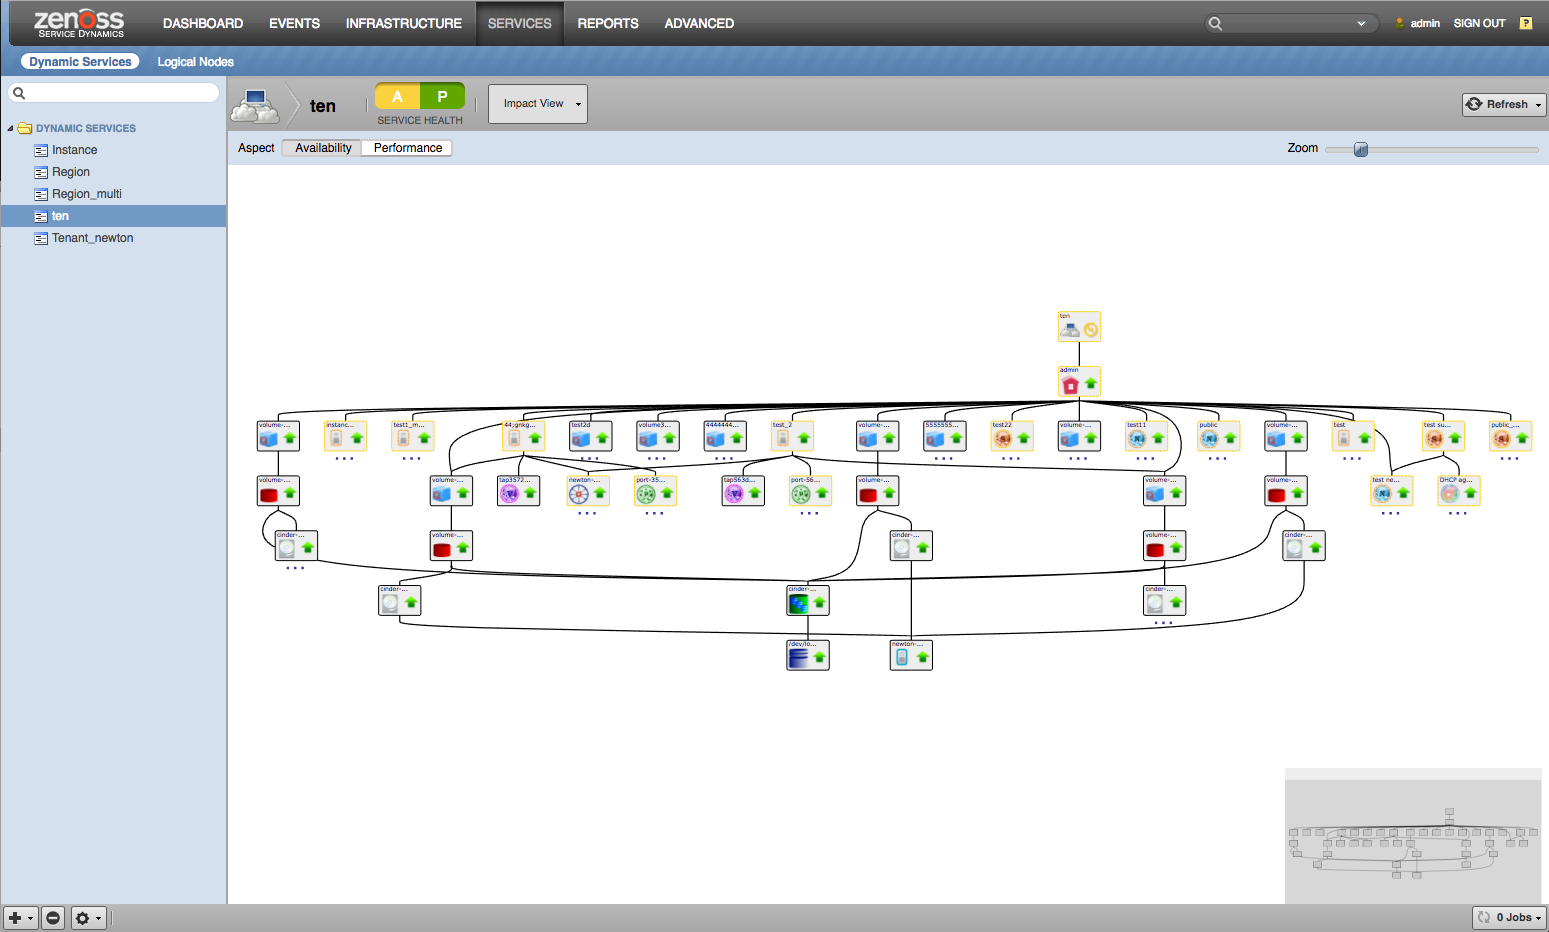 zenoss
SERVICE DYNAMICS
DASHBOARD
EVENTS
INFRASTRUCTURE
SERVICES
REPORTS
ADVANCED
admin
SIGN OUT
?
Dynamic Services
Logical Nodes
DYNAMIC SERVICES
Instance
Region
Region_multi
ten
Tenant_newton
ten
A P
SERVICE HEALTH
Impact View
Refresh
Aspect
Availability
Performance
Zoom
ten
admin
volume-...
instanc...
test1_m...
44;gnkg...
test2d
volume3...
4444444...
test_2
volume-...
5555555...
test22
volume-...
test11
public
volume-...
test
test su...
public_...
volume-...
volume-...
tap3572...
newton-...
port-35...
tap563d...
port-56...
volume-...
volume-...
volume-...
test ne...
DHCP ag...
cinder-...
volume-...
cinder-...
volume-...
cinder-...
cinder-...
cinder-...
cinder-...
/dev/lo...
newton-...
0 Jobs